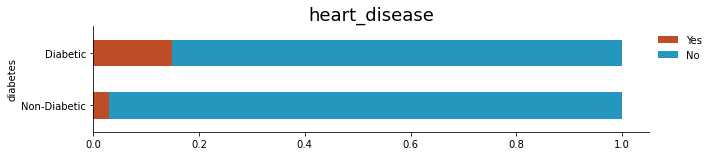 heart_disease
Yes
No
diabetes
Diabetic
Non-Diabetic
0.0 0.2 0.4 0.6 0.8 1.0